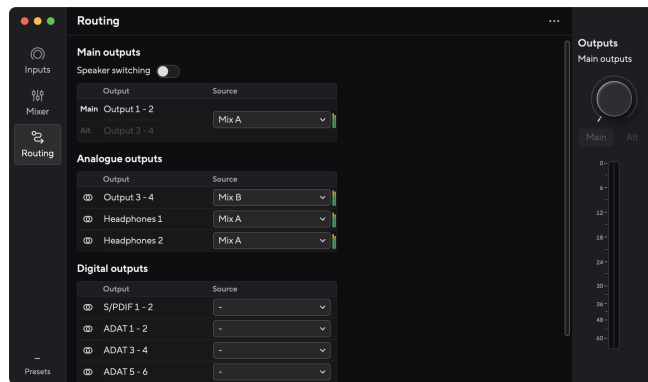 Routing
...
Inputs
Mixer
Routing
Presets
Main outputs
Speaker switching
Output Source
Main Output 1 - 2
Mix A
Alt Output 3 - 4
Analogue outputs
Output Source
Output 3 - 4 Mix B
Headphones 1 Mix A
Headphones 2 Mix A
Digital outputs
Output Source
S/PDIF 1 - 2 -
ADAT 1 - 2 -
ADAT 3 - 4 -
ADAT 5 - 6 -
Outputs
Main outputs
Main Alt
0
6
12
18
24
30
36
48
60